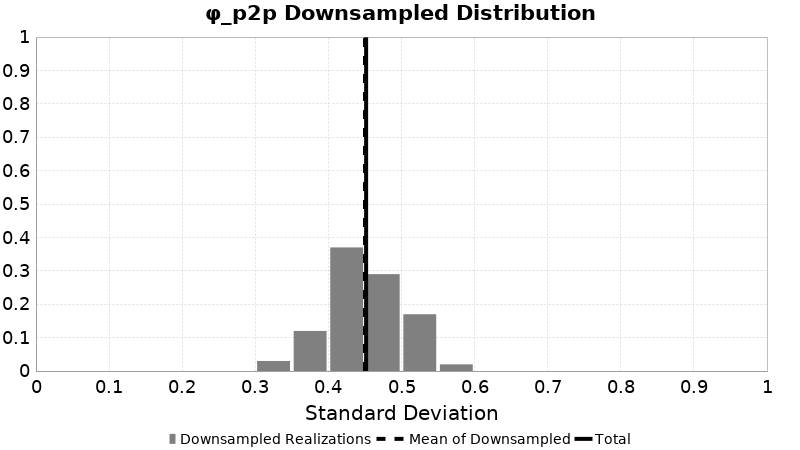 φ_p2p Downsampled Distribution
1
0.9
0.8
0.7
0.6
0.5
0.4
0.3
0.2
0.1
0
0 0.1 0.2 0.3 0.4 0.5 0.6 0.7 0.8 0.9 1
Standard Deviation
Downsampled Realizations Mean of Downsampled Total